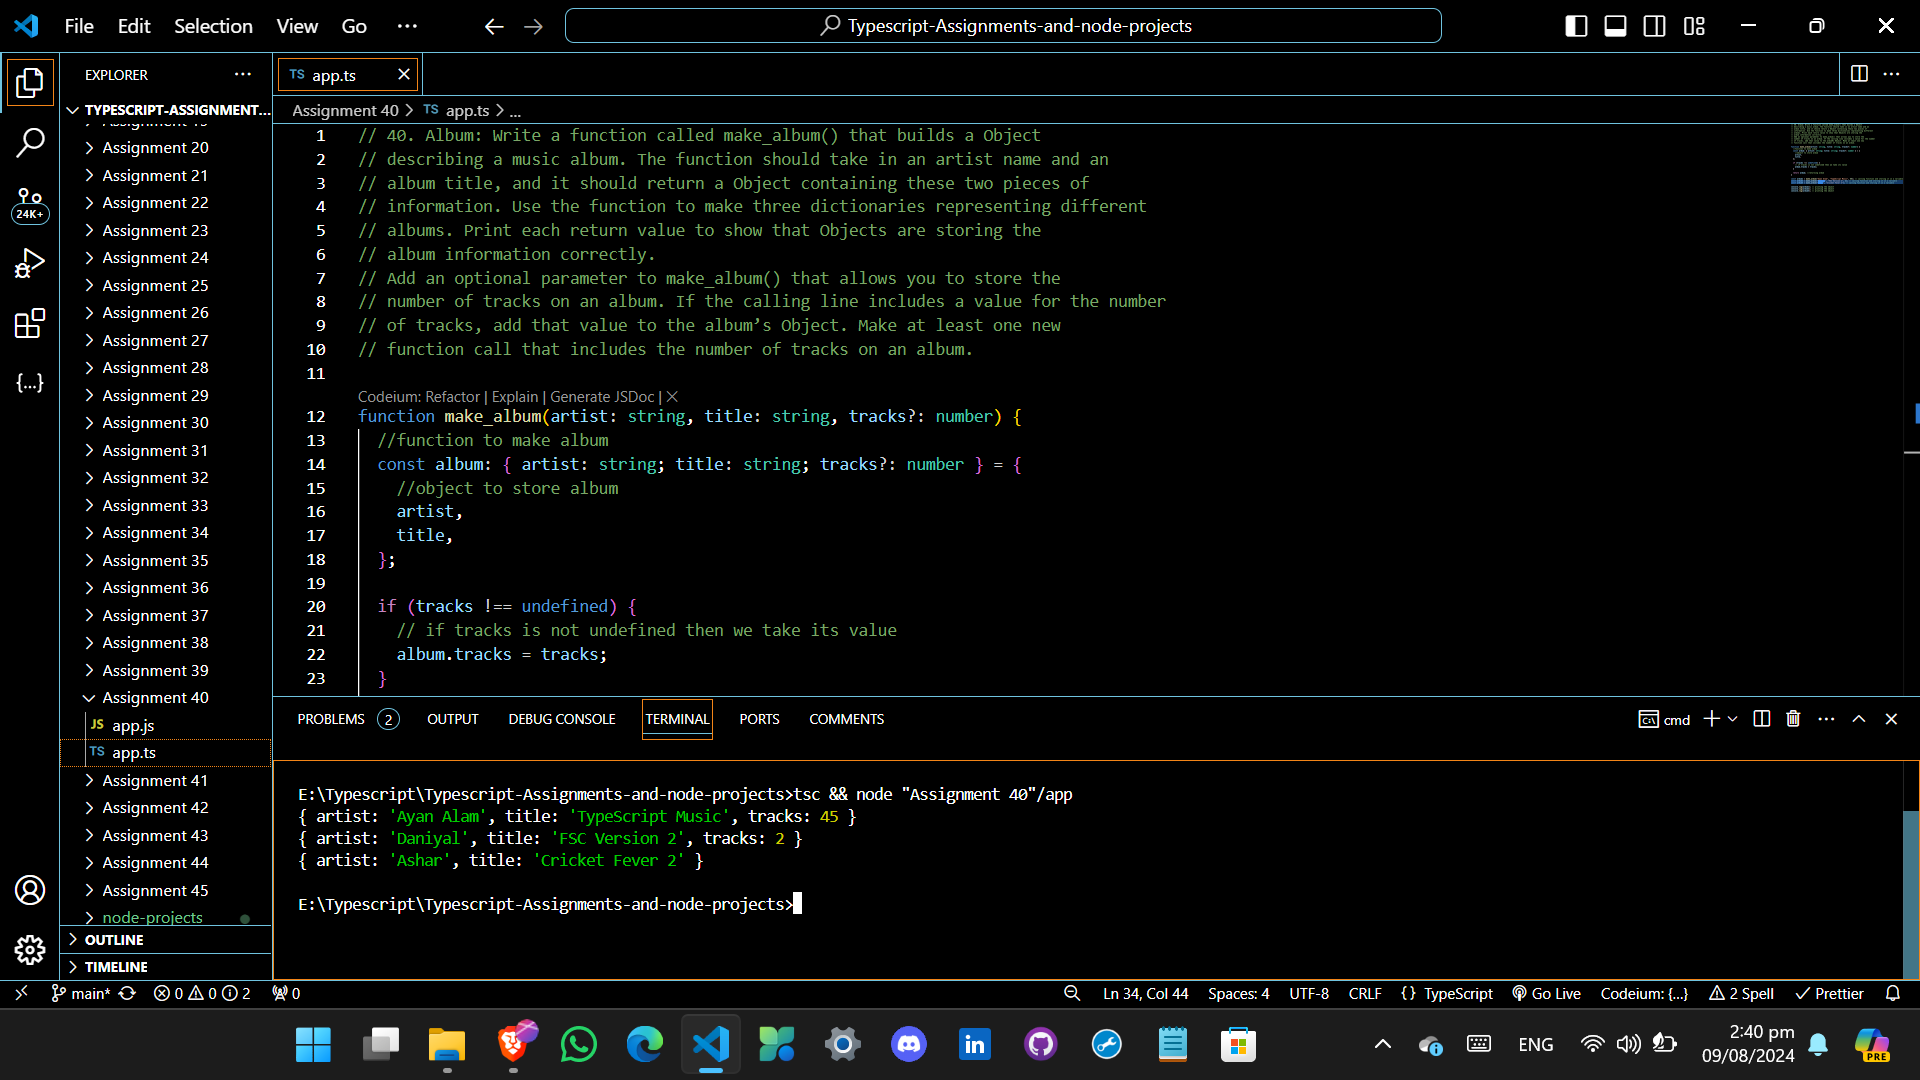 File Edit Selection View Go ...
Typescript-Assignments-and-node-projects
EXPLORER
TYPESCRIPT-ASSIGNMENT...
Assignment 20
Assignment 21
Assignment 22
Assignment 23
Assignment 24
Assignment 25
Assignment 26
Assignment 27
Assignment 28
Assignment 29
Assignment 30
Assignment 31
Assignment 32
Assignment 33
Assignment 34
Assignment 35
Assignment 36
Assignment 37
Assignment 38
Assignment 39
Assignment 40
JS app.js
TS app.ts
Assignment 41
Assignment 42
Assignment 43
Assignment 44
Assignment 45
node-projects
OUTLINE
TIMELINE
24K+
TS app.ts
Assignment 40 > TS app.ts > ...
1 // 40. Album: Write a function called make_album() that builds a Object
2 // describing a music album. The function should take in an artist name and an
3 // album title, and it should return a Object containing these two pieces of
4 // information. Use the function to make three dictionaries representing different
5 // albums. Print each return value to show that Objects are storing the
6 // album information correctly.
7 // Add an optional parameter to make_album() that allows you to store the
8 // number of tracks on an album. If the calling line includes a value for the number
9 // of tracks, add that value to the album’s Object. Make at least one new
10 // function call that includes the number of tracks on an album.
11
Codeium: Refactor | Explain | Generate JSDoc | ✕
12 function make_album(artist: string, title: string, tracks?: number) {
13 //function to make album
14 const album: { artist: string; title: string; tracks?: number } = {
15 //object to store album
16 artist,
17 title,
18 };
19
20 if (tracks !== undefined) {
21 // if tracks is not undefined then we take its value
22 album.tracks = tracks;
23 }
PROBLEMS 2 OUTPUT DEBUG CONSOLE TERMINAL PORTS COMMENTS
cmd
E:\Typescript\Typescript-Assignments-and-node-projects>tsc && node "Assignment 40"/app
{ artist: 'Ayan Alam', title: 'TypeScript Music', tracks: 45 }
{ artist: 'Daniyal', title: 'FSC Version 2', tracks: 2 }
{ artist: 'Ashar', title: 'Cricket Fever 2' }
E:\Typescript\Typescript-Assignments-and-node-projects>
main* 0 0 2 0 Ln 34, Col 44 Spaces: 4 UTF-8 CRLF {} TypeScript Go Live Codeium: {...} 2 Spell Prettier
ENG
2:40 pm
09/08/2024
PRE